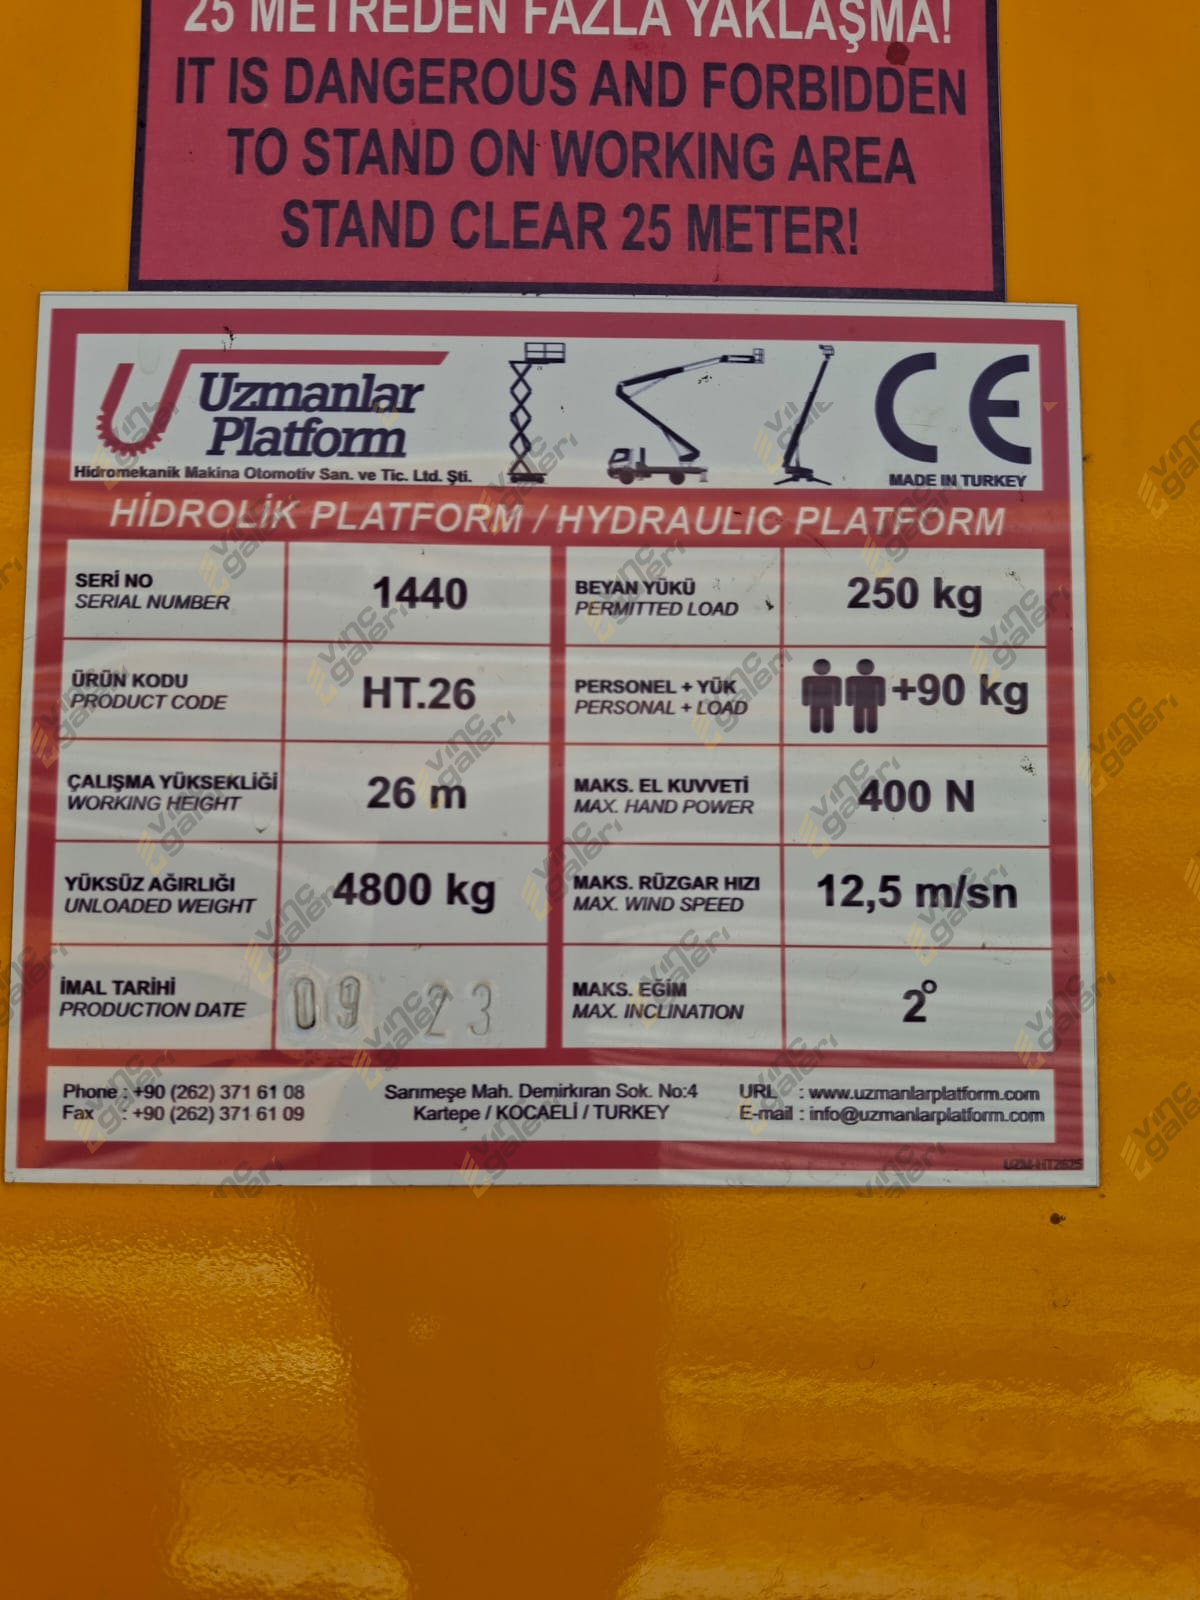 25 METREDEN FAZLA YAKLAŞMA!
IT IS DANGEROUS AND FORBIDDEN
TO STAND ON WORKING AREA
STAND CLEAR 25 METER!
Uzmanlar
Platform
Hidromekanik Makina Otomotiv San. ve Tic. Ltd. Şti.
CE
MADE IN TURKEY
HİDROLİK PLATFORM / HYDRAULIC PLATFORM
SERİ NO
SERIAL NUMBER
1440
BEYAN YÜKÜ
PERMITTED LOAD
250 kg
ÜRÜN KODU
PRODUCT CODE
HT.26
PERSONEL + YÜK
PERSONAL + LOAD
+90 kg
ÇALIŞMA YÜKSEKLİĞİ
WORKING HEIGHT
26 m
MAKS. EL KUVVETİ
MAX. HAND POWER
400 N
YÜKSÜZ AĞIRLIĞI
UNLOADED WEIGHT
4800 kg
MAKS. RÜZGAR HIZI
MAX. WIND SPEED
12,5 m/sn
İMAL TARİHİ
PRODUCTION DATE
09 23
MAKS. EĞİM
MAX. INCLINATION
2°
Phone : +90 (262) 371 61 08
Fax : +90 (262) 371 61 09
Sarımeşe Mah. Demirkıran Sok. No:4
Kartepe / KOCAELİ / TURKEY
URL : www.uzmanlarplatform.com
E-mail : info@uzmanlarplatform.com
UZM-HT2625
vinc
galeri